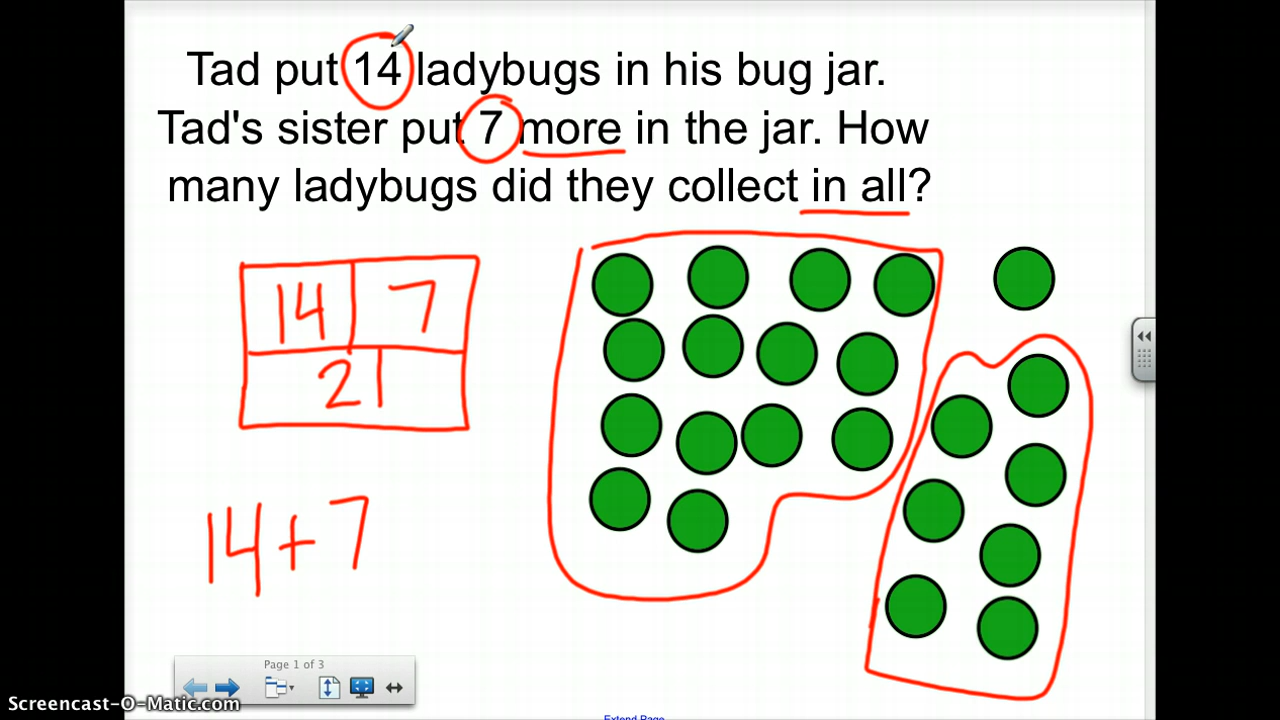 Tad put 14 ladybugs in his bug jar.
Tad's sister put 7 more in the jar. How
many ladybugs did they collect in all?
14 7
21
14+7
Page 1 of 3
Screencast-O-Matic.com
Extend Page